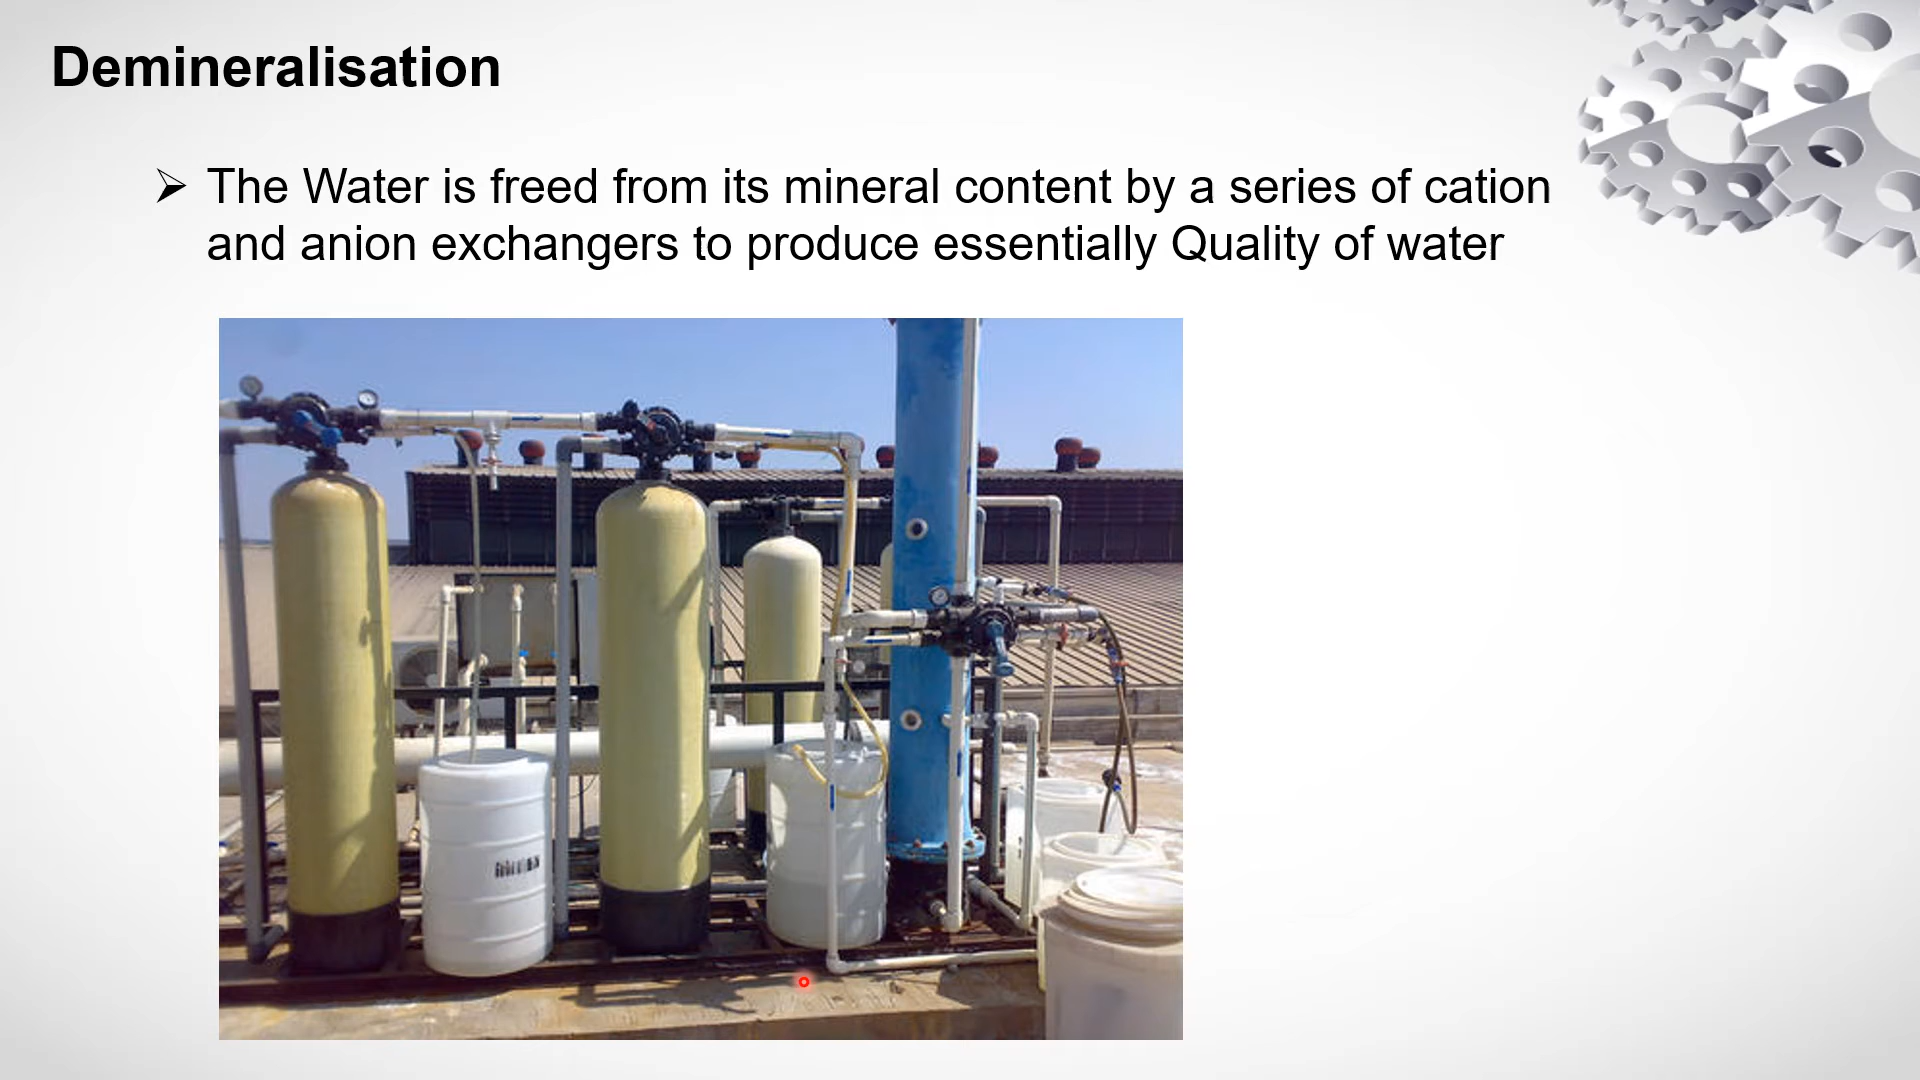 Demineralisation
The Water is freed from its mineral content by a series of cation
and anion exchangers to produce essentially Quality of water